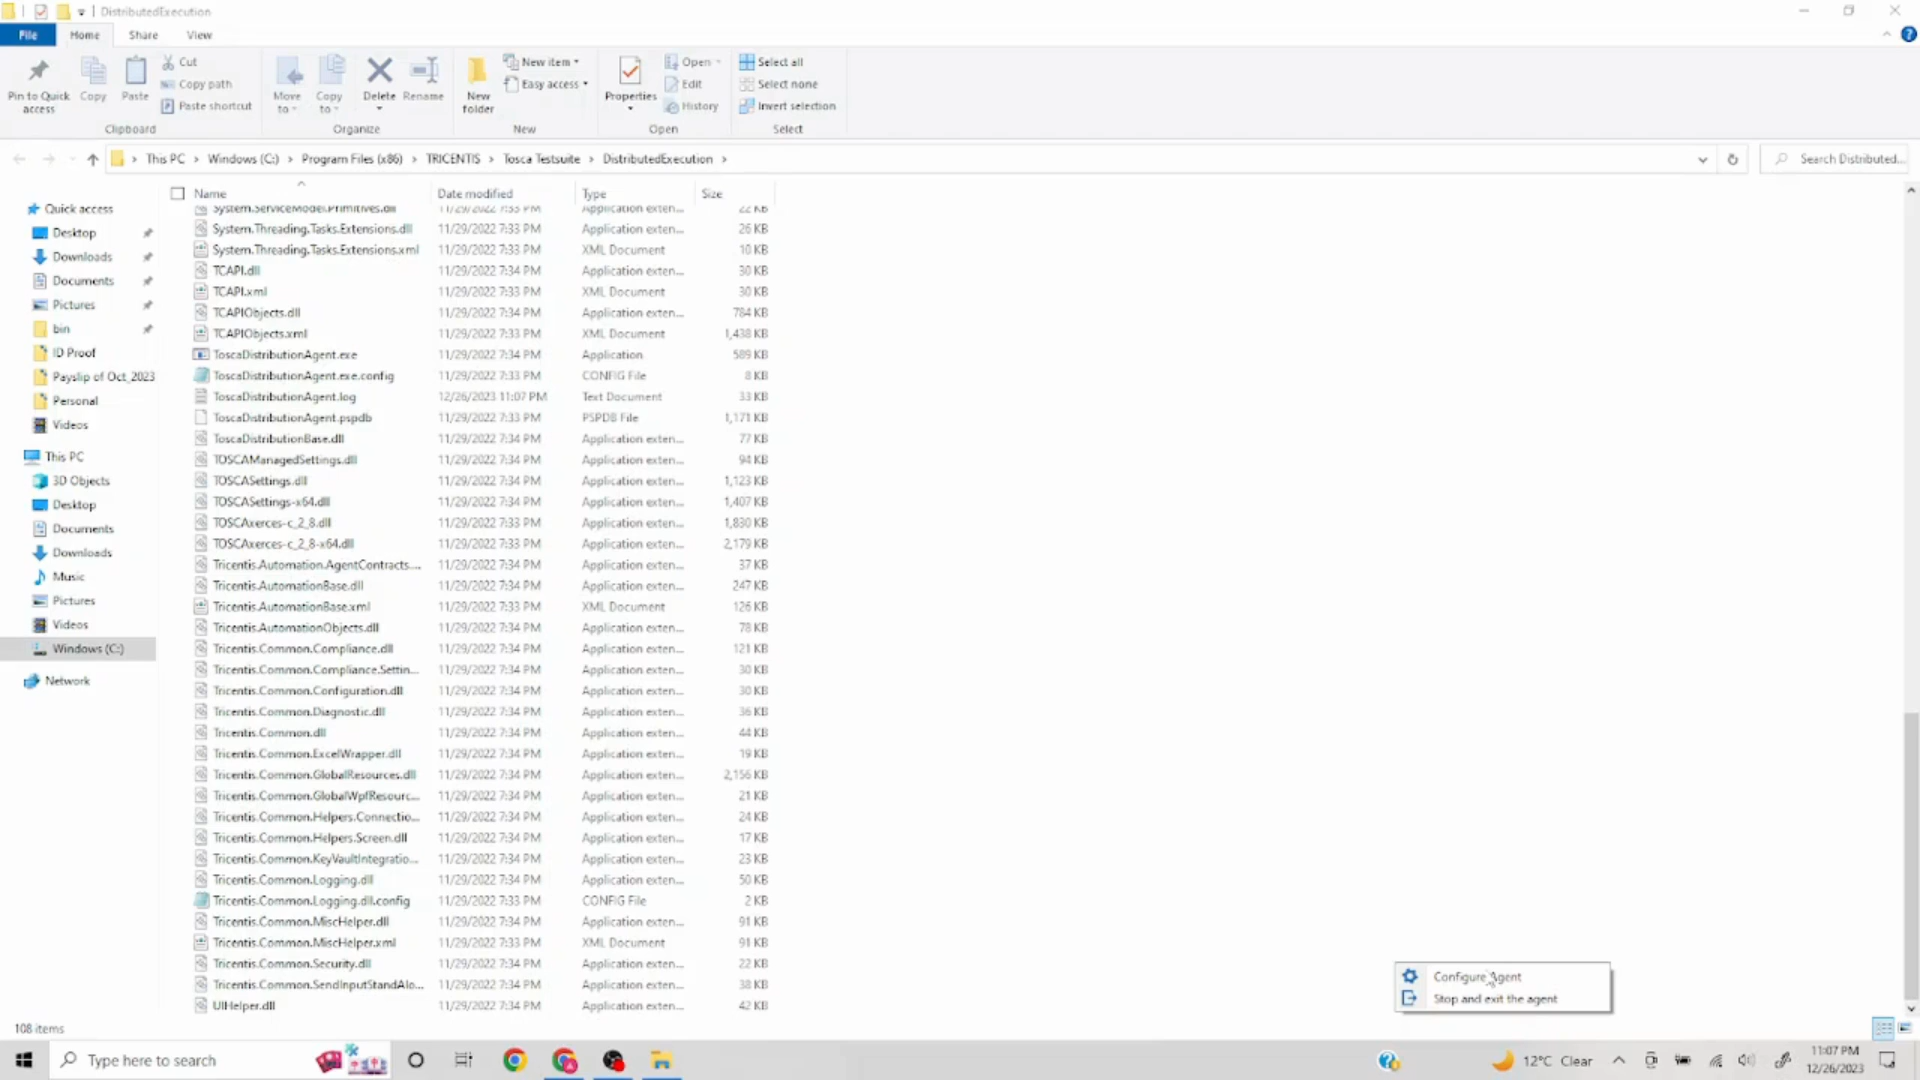 DistributedExecution
File Home Share View
Pin to Quick access
Copy
Paste
Cut
Copy path
Paste shortcut
Clipboard
Move to
Copy to
Delete
Rename
Organize
New folder
New item
Easy access
New
Properties
Open
Edit
History
Open
Select all
Select none
Invert selection
Select
This PC > Windows (C:) > Program Files (x86) > TRICENTIS > Tosca Testsuite > DistributedExecution >
Search Distributed...
Quick access
Desktop
Downloads
Documents
Pictures
bin
ID Proof
Payslip of Oct_2023
Personal
Videos
This PC
3D Objects
Desktop
Documents
Downloads
Music
Pictures
Videos
Windows (C:)
Network
Name Date modified Type Size
System.ServiceModel.Primitives.dll 11/29/2022 7:33 PM Application exten... 22 KB
System.Threading.Tasks.Extensions.dll 11/29/2022 7:33 PM Application exten... 26 KB
System.Threading.Tasks.Extensions.xml 11/29/2022 7:33 PM XML Document 10 KB
TCAPI.dll 11/29/2022 7:34 PM Application exten... 30 KB
TCAPI.xml 11/29/2022 7:33 PM XML Document 30 KB
TCAPIObjects.dll 11/29/2022 7:34 PM Application exten... 784 KB
TCAPIObjects.xml 11/29/2022 7:33 PM XML Document 1,438 KB
ToscaDistributionAgent.exe 11/29/2022 7:34 PM Application 589 KB
ToscaDistributionAgent.exe.config 11/29/2022 7:33 PM CONFIG File 8 KB
ToscaDistributionAgent.log 12/26/2023 11:07 PM Text Document 33 KB
ToscaDistributionAgent.pspdb 11/29/2022 7:33 PM PSPDB File 1,171 KB
ToscaDistributionBase.dll 11/29/2022 7:34 PM Application exten... 77 KB
TOSCAManagedSettings.dll 11/29/2022 7:34 PM Application exten... 94 KB
TOSCASettings.dll 11/29/2022 7:34 PM Application exten... 1,123 KB
TOSCASettings-x64.dll 11/29/2022 7:34 PM Application exten... 1,407 KB
TOSCAxerces-c_2_8.dll 11/29/2022 7:33 PM Application exten... 1,830 KB
TOSCAxerces-c_2_8-x64.dll 11/29/2022 7:33 PM Application exten... 2,179 KB
Tricentis.Automation.AgentContracts.... 11/29/2022 7:34 PM Application exten... 37 KB
Tricentis.AutomationBase.dll 11/29/2022 7:34 PM Application exten... 247 KB
Tricentis.AutomationBase.xml 11/29/2022 7:33 PM XML Document 126 KB
Tricentis.AutomationObjects.dll 11/29/2022 7:34 PM Application exten... 78 KB
Tricentis.Common.Compliance.dll 11/29/2022 7:34 PM Application exten... 121 KB
Tricentis.Common.Compliance.Settin... 11/29/2022 7:34 PM Application exten... 30 KB
Tricentis.Common.Configuration.dll 11/29/2022 7:34 PM Application exten... 30 KB
Tricentis.Common.Diagnostic.dll 11/29/2022 7:34 PM Application exten... 36 KB
Tricentis.Common.dll 11/29/2022 7:34 PM Application exten... 44 KB
Tricentis.Common.ExcelWrapper.dll 11/29/2022 7:34 PM Application exten... 19 KB
Tricentis.Common.GlobalResources.dll 11/29/2022 7:34 PM Application exten... 2,156 KB
Tricentis.Common.GlobalWpfResourc... 11/29/2022 7:34 PM Application exten... 21 KB
Tricentis.Common.Helpers.Connectio... 11/29/2022 7:34 PM Application exten... 24 KB
Tricentis.Common.Helpers.Screen.dll 11/29/2022 7:34 PM Application exten... 17 KB
Tricentis.Common.KeyVaultIntegratio... 11/29/2022 7:34 PM Application exten... 23 KB
Tricentis.Common.Logging.dll 11/29/2022 7:34 PM Application exten... 50 KB
Tricentis.Common.Logging.dll.config 11/29/2022 7:33 PM CONFIG File 2 KB
Tricentis.Common.MiscHelper.dll 11/29/2022 7:34 PM Application exten... 91 KB
Tricentis.Common.MiscHelper.xml 11/29/2022 7:33 PM XML Document 91 KB
Tricentis.Common.Security.dll 11/29/2022 7:34 PM Application exten... 22 KB
Tricentis.Common.SendInputStandAlo... 11/29/2022 7:34 PM Application exten... 38 KB
UIHelper.dll 11/29/2022 7:34 PM Application exten... 42 KB
Configure Agent
Stop and exit the agent
108 items
Type here to search
12°C Clear
11:07 PM
12/26/2023